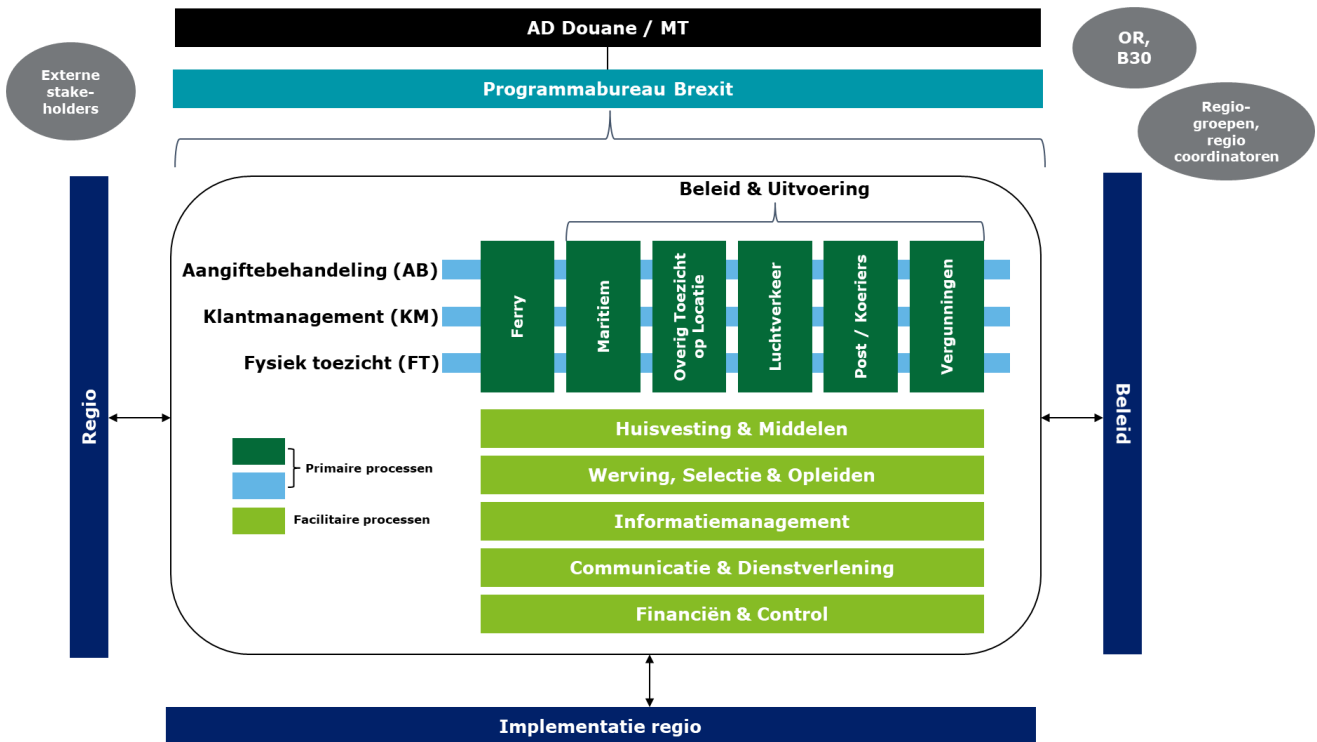 AD Douane / MT
Programmabureau Brexit
Externe
stake-
holders
OR,
B30
Regio-
groepen,
regio
coordinatoren
Beleid & Uitvoering
Aangiftebehandeling (AB)
Klantmanagement (KM)
Fysiek toezicht (FT)
Ferry
Maritiem
Overig Toezicht
op Locatie
Luchtverkeer
Post / Koeriers
Vergunningen
Regio
Beleid
Huisvesting & Middelen
Werving, Selectie & Opleiden
Informatiemanagement
Communicatie & Dienstverlening
Financiën & Control
Primaire processen
Facilitaire processen
Implementatie regio